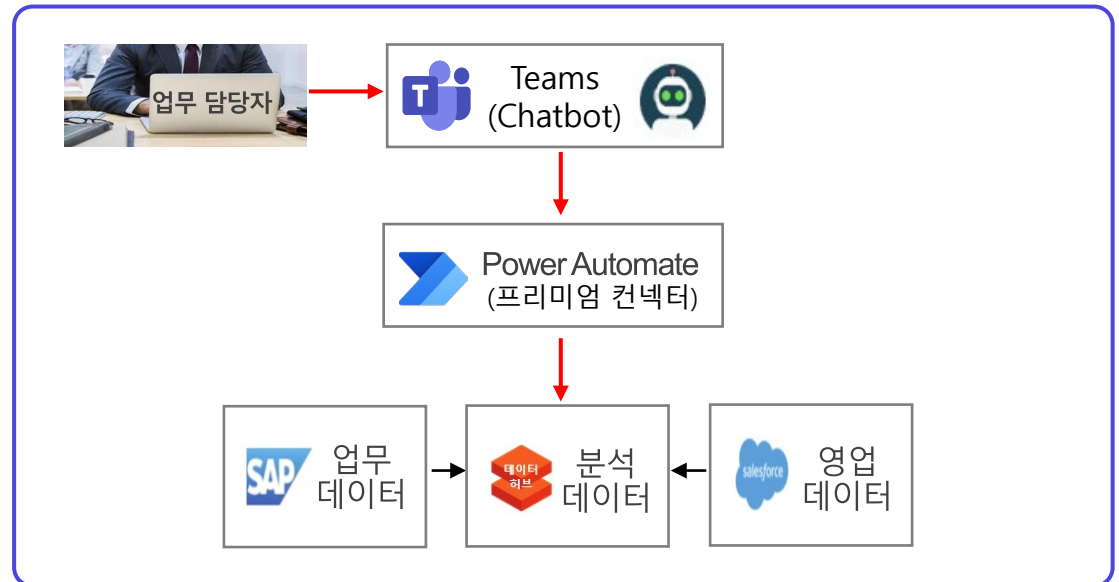 업무 담당자
T
Teams
(Chatbot)
Power Automate
(프리미엄 컨넥터)
SAP
업무
데이터
데이터
허브
분석
데이터
salesforce
영업
데이터